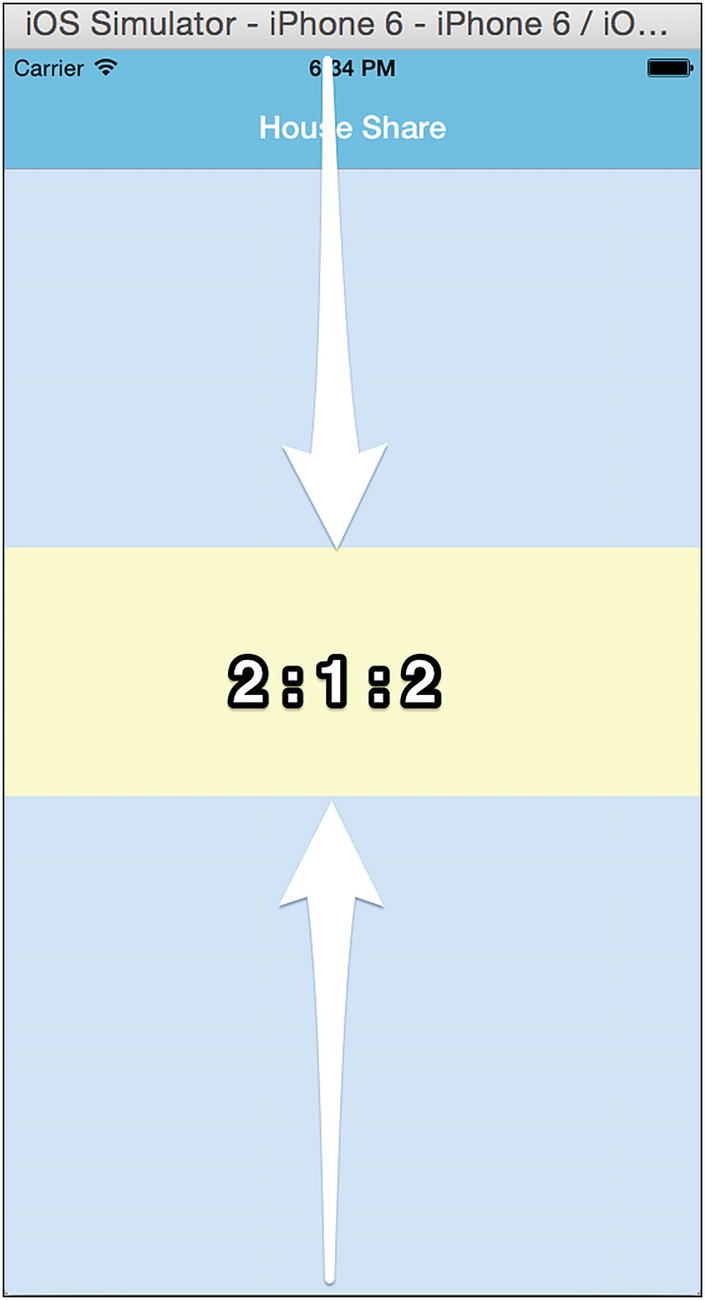 iOS Simulator - iPhone 6 - iPhone 6 / iO...
Carrier 6:34 PM
House Share
2:1:2